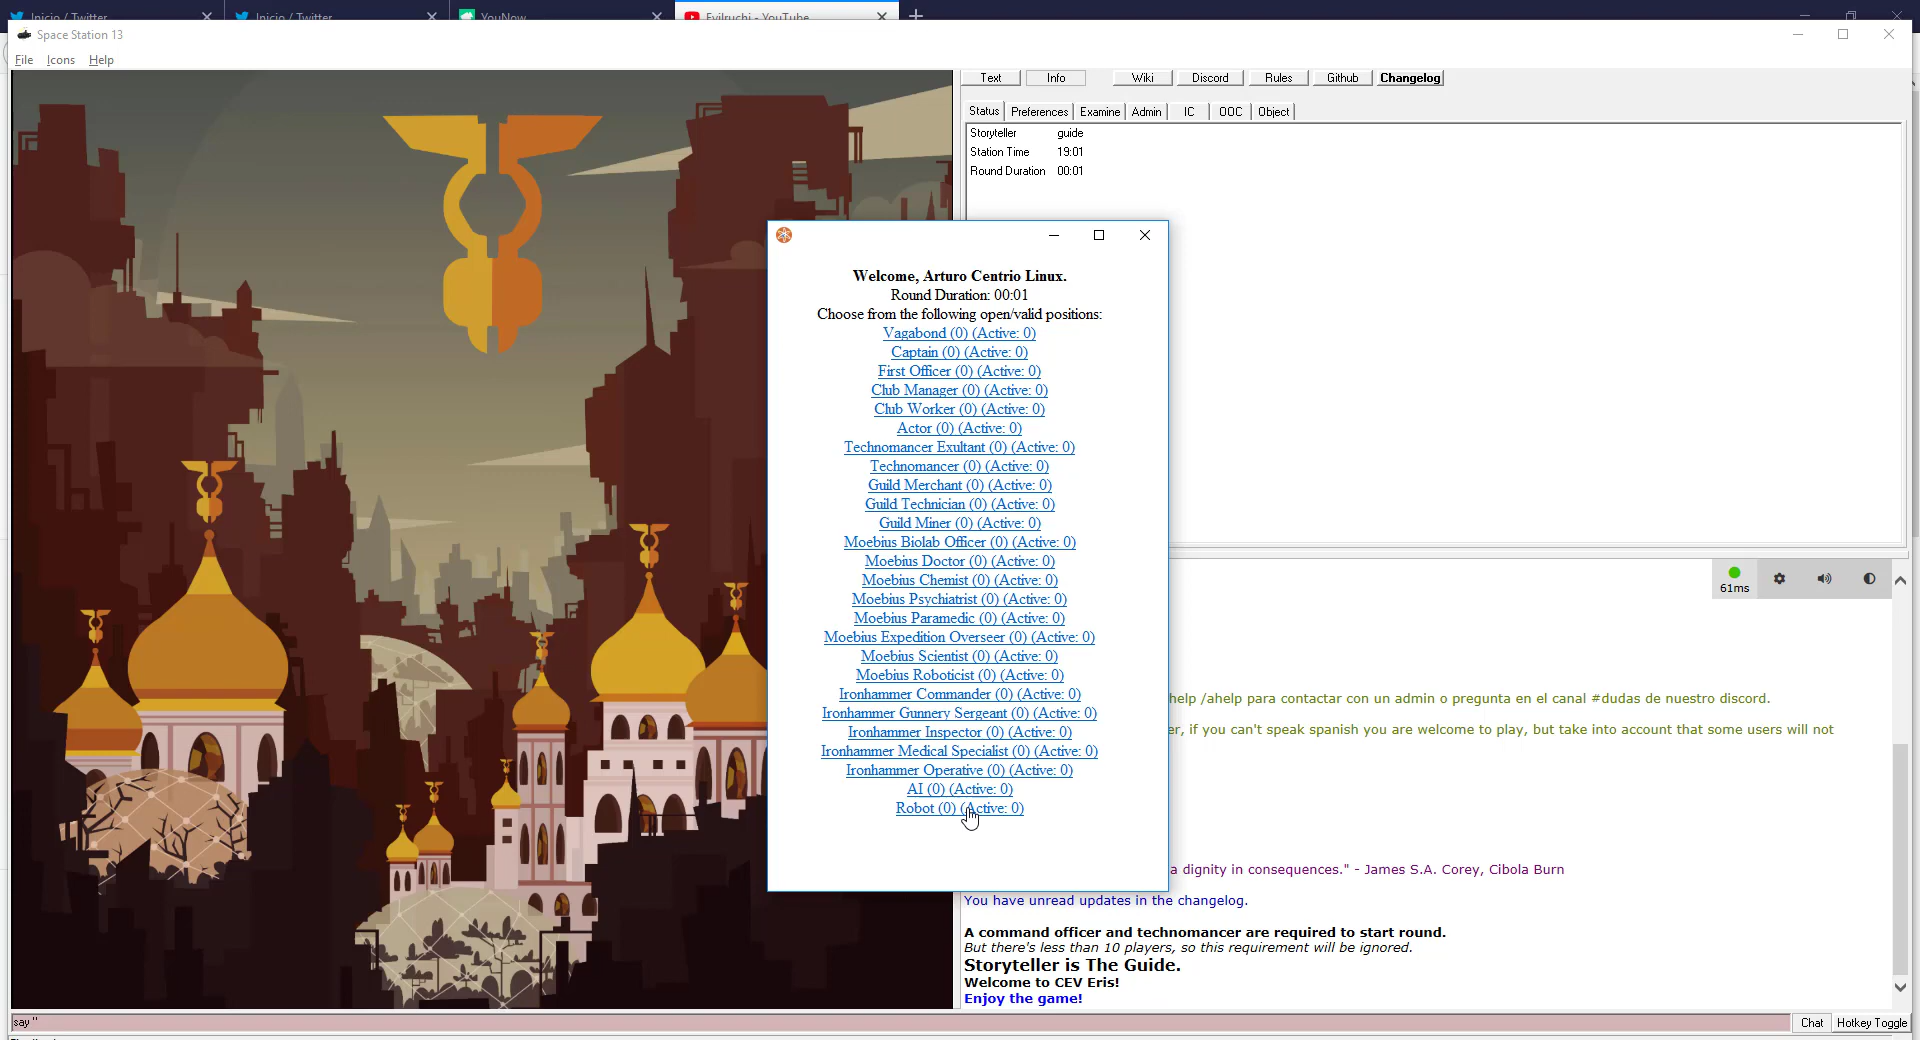 Inicio / Twitter
Inicio / Twitter
YouNow
Evilruchi - YouTube
Space Station 13
File Icons Help
Text Info Wiki Discord Rules Github Changelog
Status Preferences Examine Admin IC OOC Object
Storyteller guide
Station Time 19:01
Round Duration 00:01
Welcome, Arturo Centrio Linux.
Round Duration: 00:01
Choose from the following open/valid positions:
Vagabond (0) (Active: 0)
Captain (0) (Active: 0)
First Officer (0) (Active: 0)
Club Manager (0) (Active: 0)
Club Worker (0) (Active: 0)
Actor (0) (Active: 0)
Technomancer Exultant (0) (Active: 0)
Technomancer (0) (Active: 0)
Guild Merchant (0) (Active: 0)
Guild Technician (0) (Active: 0)
Guild Miner (0) (Active: 0)
Moebius Biolab Officer (0) (Active: 0)
Moebius Doctor (0) (Active: 0)
Moebius Chemist (0) (Active: 0)
Moebius Psychiatrist (0) (Active: 0)
Moebius Paramedic (0) (Active: 0)
Moebius Expedition Overseer (0) (Active: 0)
Moebius Scientist (0) (Active: 0)
Moebius Roboticist (0) (Active: 0)
Ironhammer Commander (0) (Active: 0)
Ironhammer Gunnery Sergeant (0) (Active: 0)
Ironhammer Inspector (0) (Active: 0)
Ironhammer Medical Specialist (0) (Active: 0)
Ironhammer Operative (0) (Active: 0)
AI (0) (Active: 0)
Robot (0) (Active: 0)
61ms
help /ahelp para contactar con un admin o pregunta en el canal #dudas de nuestro discord.
er, if you can't speak spanish you are welcome to play, but take into account that some users will not
a dignity in consequences." - James S.A. Corey, Cibola Burn
You have unread updates in the changelog.
A command officer and technomancer are required to start round.
But there's less than 10 players, so this requirement will be ignored.
Storyteller is The Guide.
Welcome to CEV Eris!
Enjoy the game!
say "
Chat Hotkey Toggle